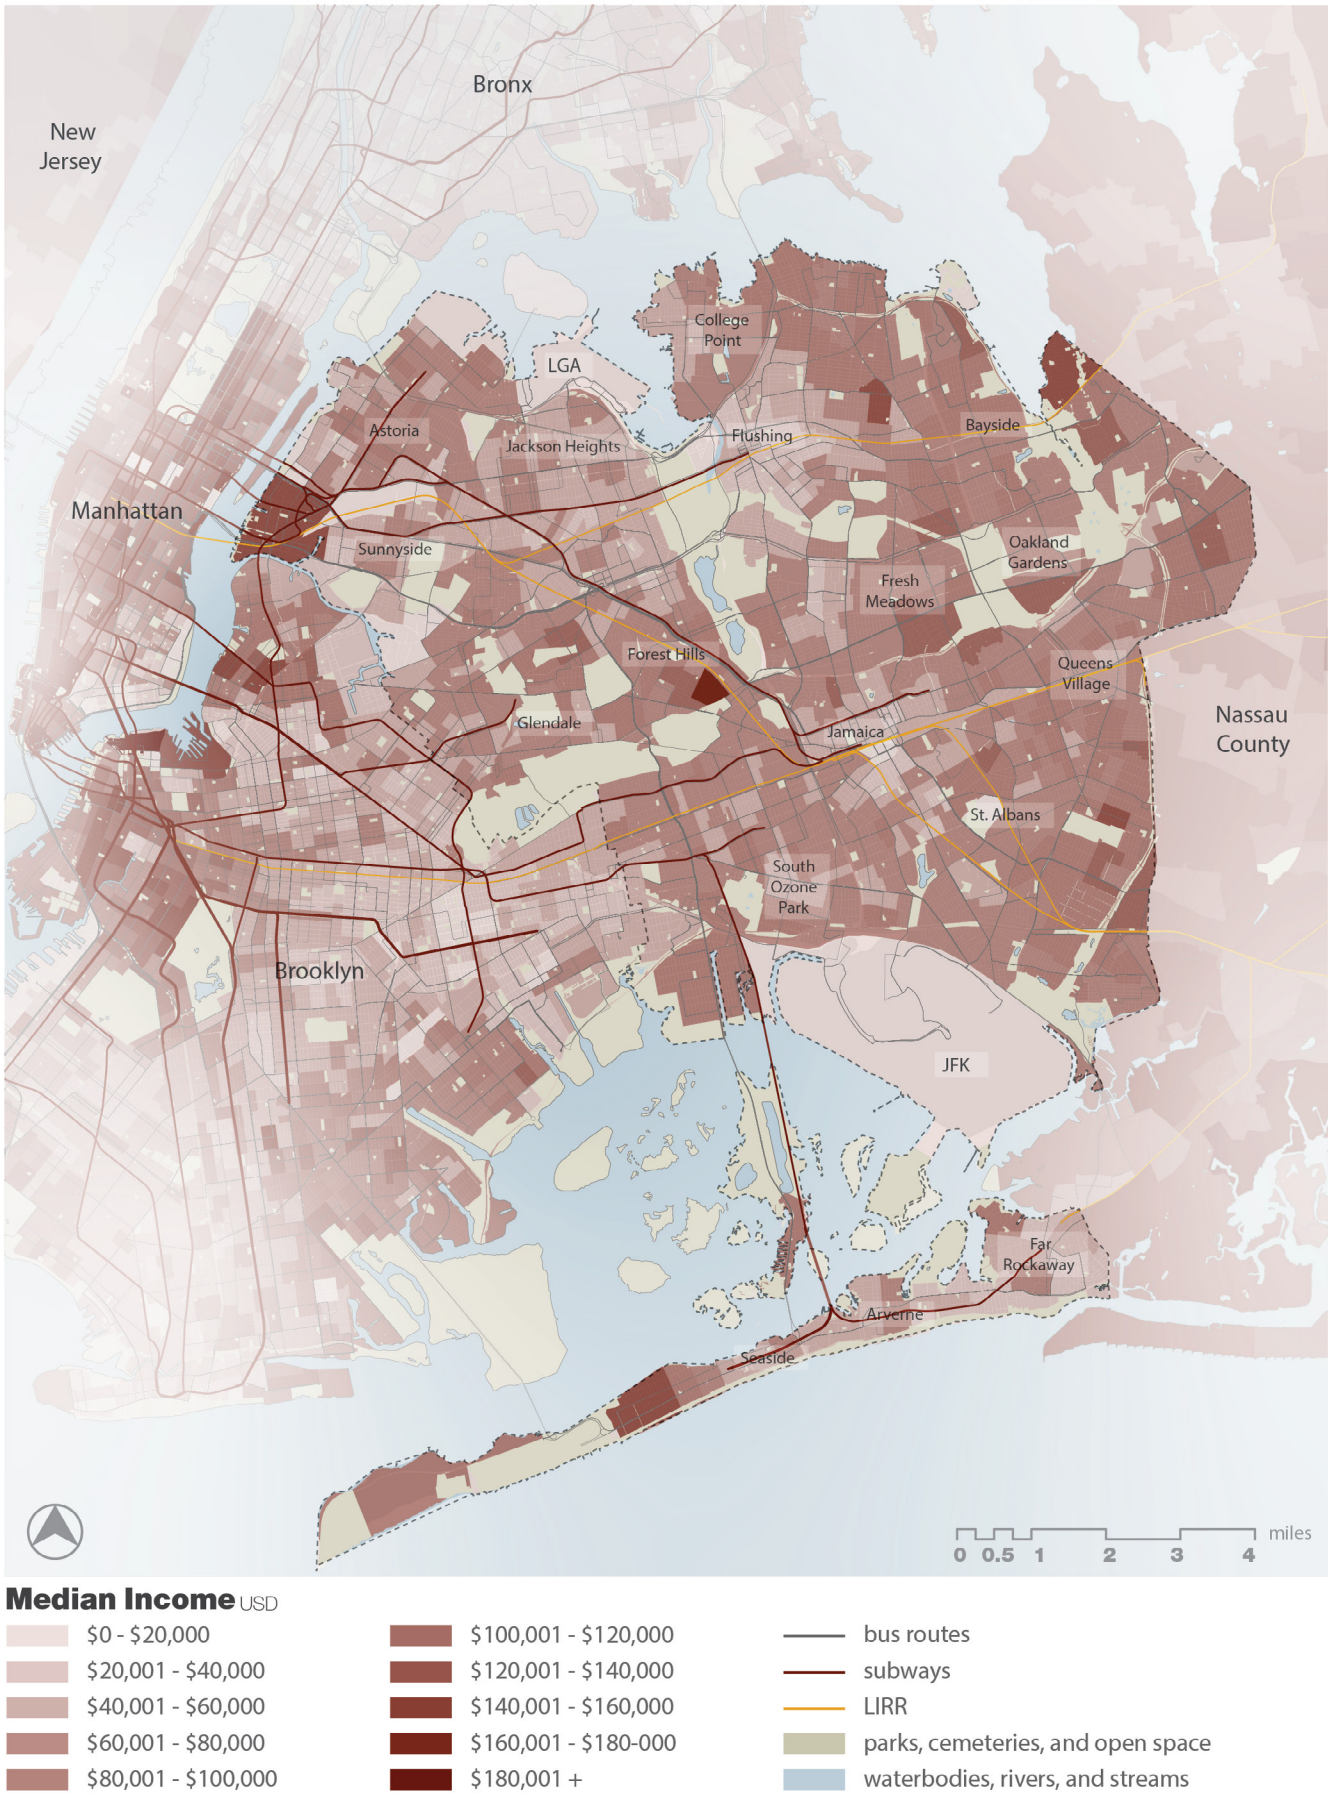 Bronx
New
Jersey
College
Point
LGA
Astoria
Jackson Heights
Flushing
Bayside
Manhattan
Sunnyside
Oakland
Gardens
Fresh
Meadows
Forest Hills
Queens
Village
Glendale
Jamaica
Nassau
County
St. Albans
South
Ozone
Park
Brooklyn
JFK
Far
Rockaway
Arverne
Seaside
miles
0 0.5 1 2 3 4
Median Income USD
$0 - $20,000
$20,001 - $40,000
$40,001 - $60,000
$60,001 - $80,000
$80,001 - $100,000
$100,001 - $120,000
$120,001 - $140,000
$140,001 - $160,000
$160,001 - $180-000
$180,001 +
bus routes
subways
LIRR
parks, cemeteries, and open space
waterbodies, rivers, and streams